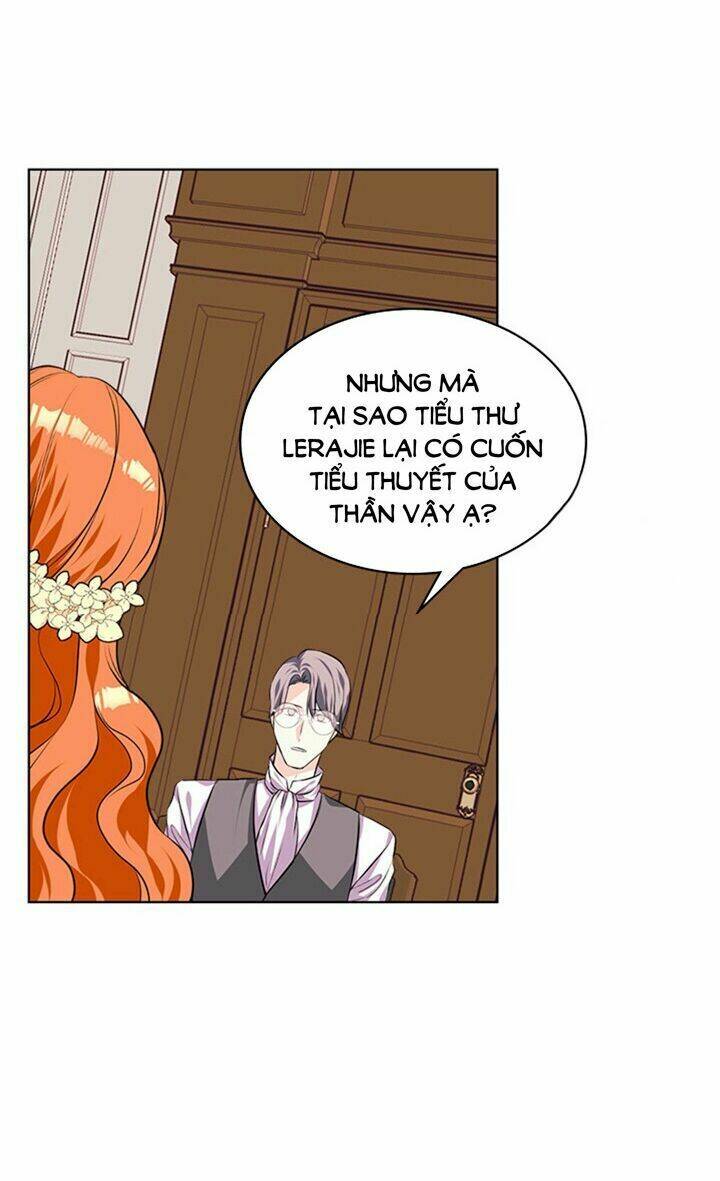 NHƯNG MÀ
TẠI SAO TIỂU THƯ
LERAJIE LẠI CÓ CUỐN
TIỂU THUYẾT CỦA
THẦN VẬY Ạ?